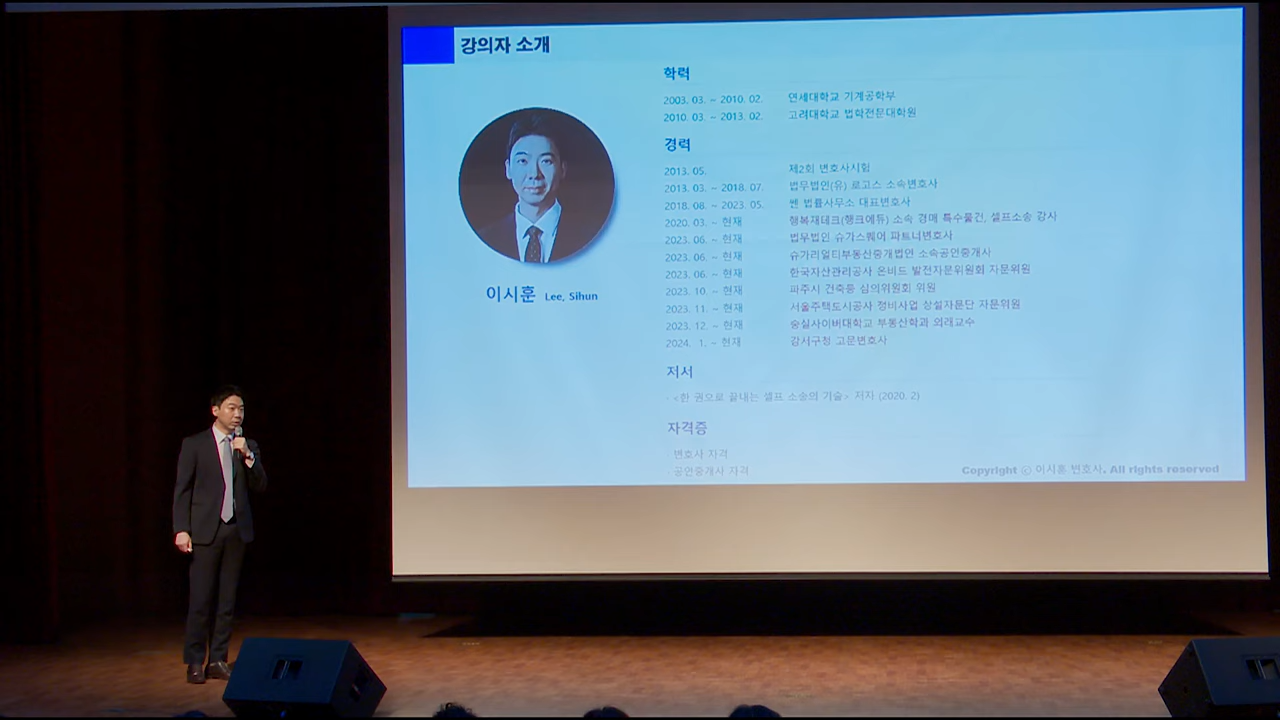 강의자 소개
학력
2003. 03. ~ 2010. 02. 연세대학교 기계공학부
2010. 03. ~ 2013. 02. 고려대학교 법학전문대학원
경력
2013. 05. 제2회 변호사시험
2013. 03. ~ 2018. 07. 법무법인(유) 로고스 소속변호사
2018. 08. ~ 2023. 05. 쎈 법률사무소 대표변호사
2020. 03. ~ 현재 행복재테크(행크에듀) 소속 경매 특수물건, 셀프소송 강사
2023. 06. ~ 현재 법무법인 슈가스퀘어 파트너변호사
2023. 06. ~ 현재 슈가리얼티부동산중개법인 소속공인중개사
2023. 06. ~ 현재 한국자산관리공사 온비드 발전자문위원회 자문위원
2023. 10. ~ 현재 파주시 건축등 심의위원회 위원
2023. 11. ~ 현재 서울주택도시공사 정비사업 상설자문단 자문위원
2023. 12. ~ 현재 숭실사이버대학교 부동산학과 외래교수
2024. 1. ~ 현재 강서구청 고문변호사
이시훈 Lee, Sihun
저서
- <한 권으로 끝내는 셀프 소송의 기술> 저자 (2020. 2)
자격증
변호사 자격
공인중개사 자격
Copyright ⓒ 이시훈 변호사. All rights reserved